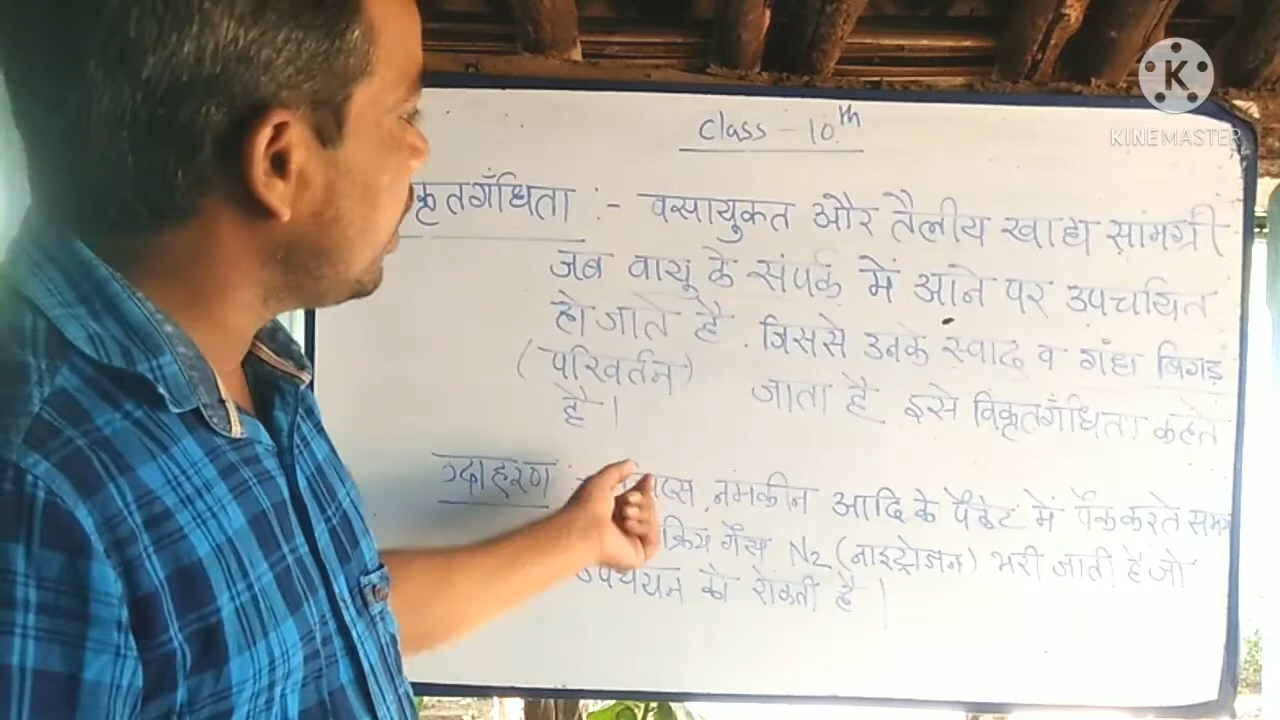 Class - 10th
कृतगँधिता :- वसायुक्त और तैलीय खाद्य सामग्री
जब वायु के संपर्क में आने पर उपचयित
हो जाते है . जिससे उनके स्वाद व गंध बिगड़
(परिवर्तन) जाता है इसे विकृतगँधिता कहते
है।
उदाहरण नमकीन आदि के पैकेट में पैक करते समय
क्रिय गैस N2 (नाइट्रोजन) भरी जाती है जो
उपचयन को रोकती है।
K
KINEMASTER